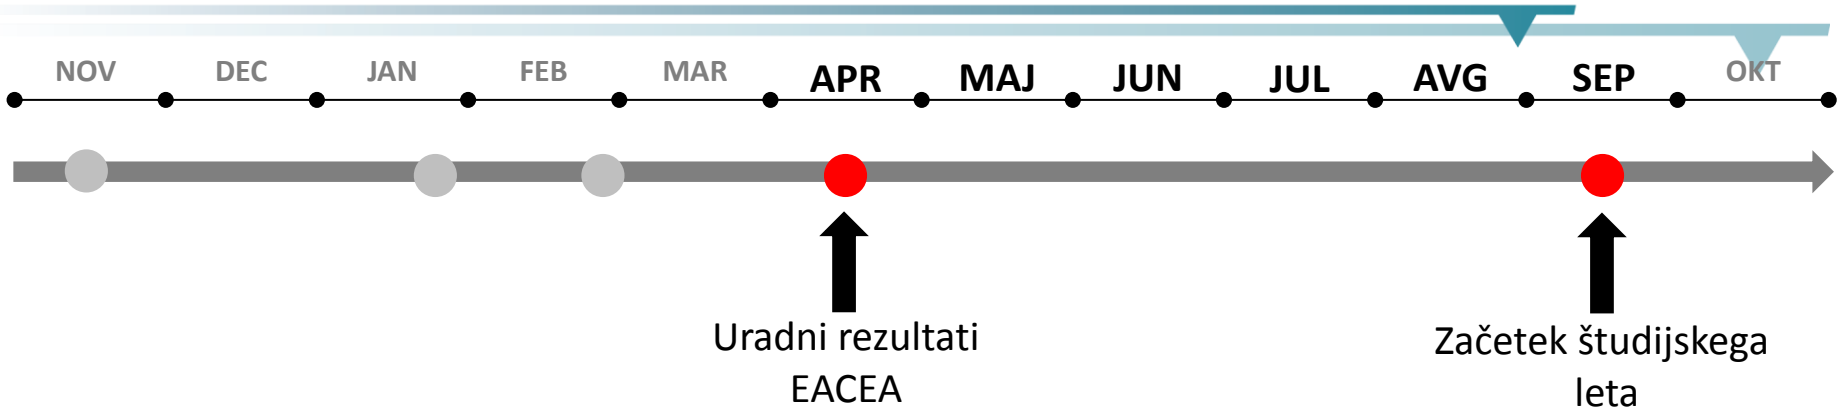 NOV DEC JAN FEB MAR APR MAJ JUN JUL AVG SEP OKT
Uradni rezultati
EACEA
Začetek študijskega
leta